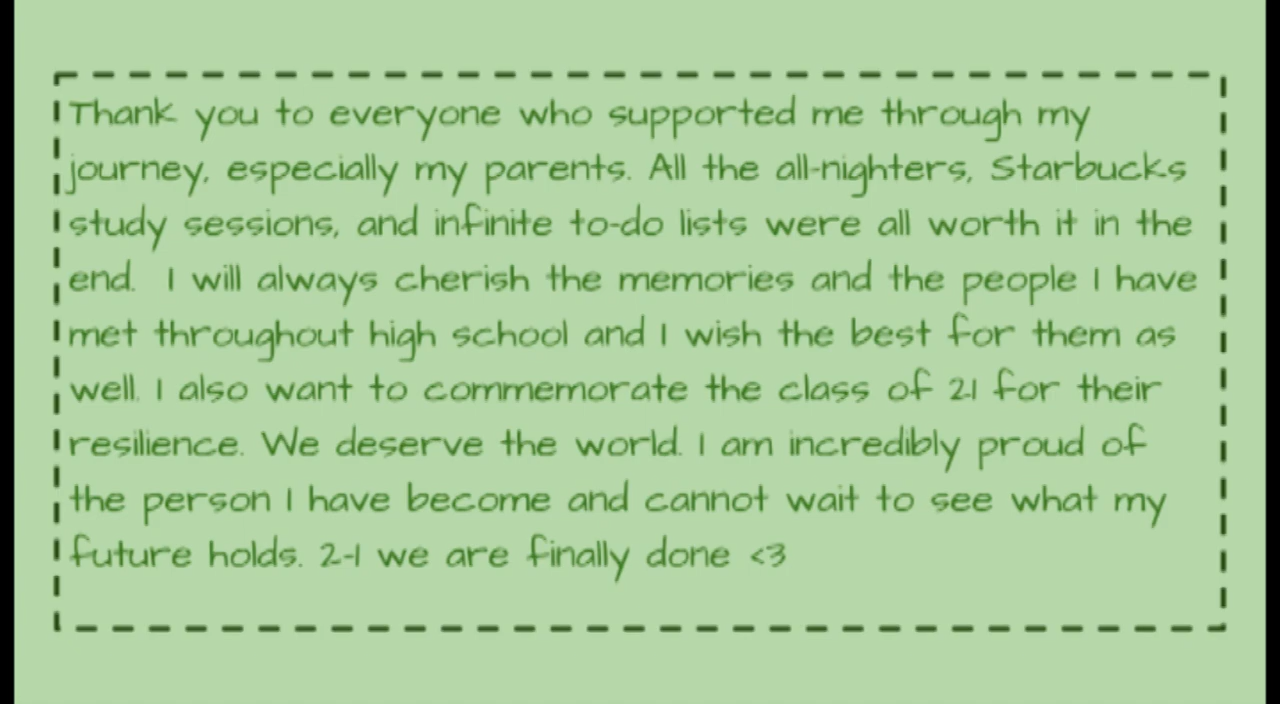 Thank you to everyone who supported me through my
journey, especially my parents. All the all-nighters, Starbucks
study sessions, and infinite to-do lists were all worth it in the
end.  I will always cherish the memories and the people I have
met throughout high school and I wish the best for them as
well. I also want to commemorate the class of 21 for their
resilience. We deserve the world. I am incredibly proud of
the person I have become and cannot wait to see what my
future holds. 2-1 we are finally done <3